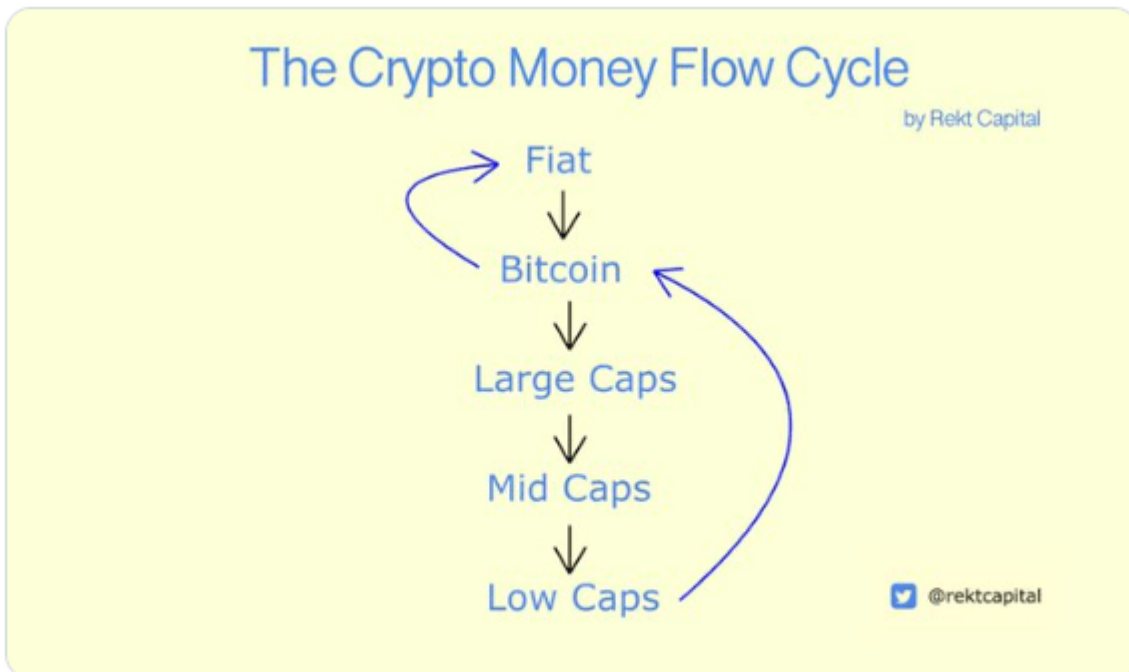 The Crypto Money Flow Cycle
by Rekt Capital
Fiat
Bitcoin
Large Caps
Mid Caps
Low Caps
@rektcapital